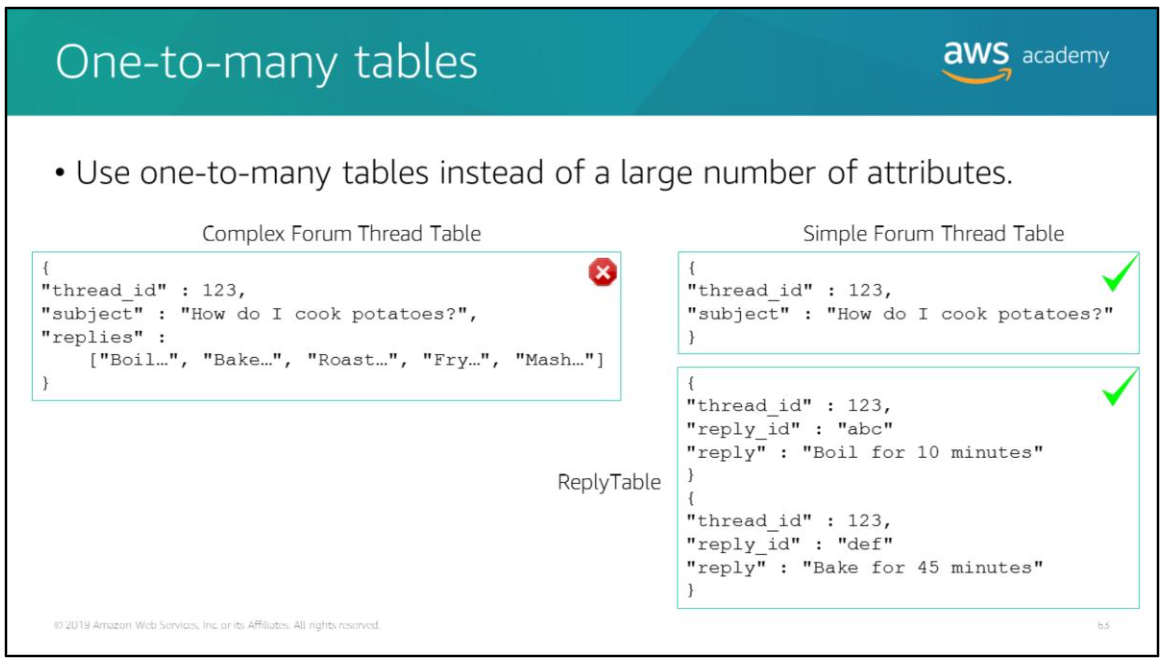 One-to-many tables
aws academy
• Use one-to-many tables instead of a large number of attributes.
Complex Forum Thread Table
{
"thread_id" : 123,
"subject" : "How do I cook potatoes?",
"replies" :
["Boil…", "Bake…", "Roast…", "Fry…", "Mash…"]
}
Simple Forum Thread Table
{
"thread_id" : 123,
"subject" : "How do I cook potatoes?"
}
ReplyTable
{
"thread_id" : 123,
"reply_id" : "abc"
"reply" : "Boil for 10 minutes"
}
{
"thread_id" : 123,
"reply_id" : "def"
"reply" : "Bake for 45 minutes"
}
© 2019 Amazon Web Services, Inc. or its Affiliates. All rights reserved.
63